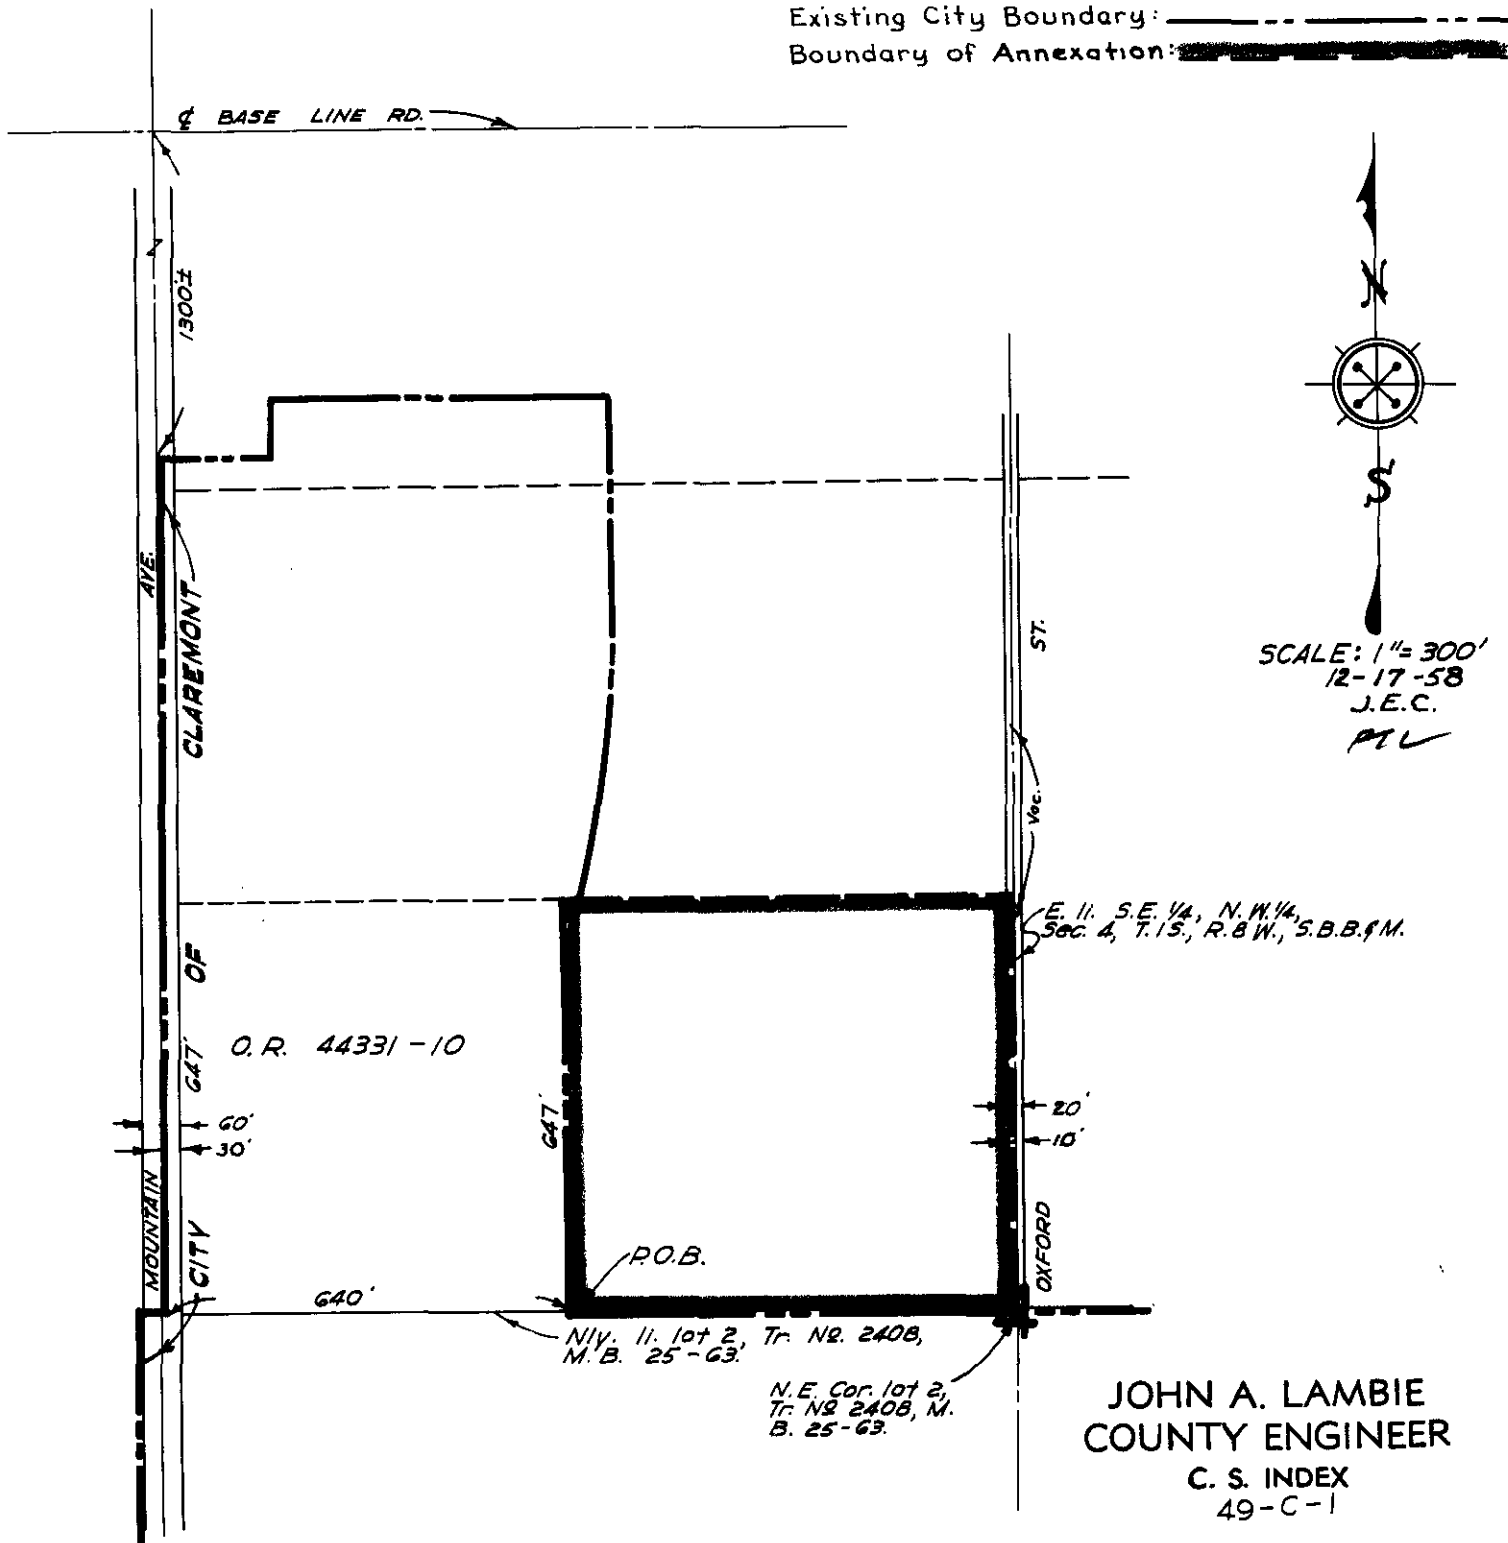 Existing City Boundary:
Boundary of Annexation:
℄ BASE LINE RD.
1300'±
N
S
AVE.
CLAREMONT
ST.
SCALE: 1"= 300'
12-17-58
J.E.C.
Vac.
E. li. S.E. 1/4, N.W. 1/4,
Sec. 4, T.1S., R.8W., S.B.B.& M.
OF
647'
O.R. 44331-10
647'
60'
30'
20'
10'
MOUNTAIN
CITY
OXFORD
P.O.B.
640'
Nly. li. lot 2, Tr. No. 2408,
M.B. 25-63.
N.E. Cor. lot 2,
Tr. No 2408, M.
B. 25-63.
JOHN A. LAMBIE
COUNTY ENGINEER
C. S. INDEX
49-C-1